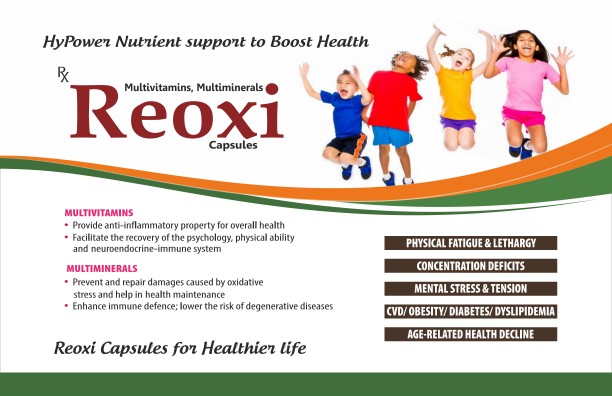 HyPower Nutrient support to Boost Health
Rx
Multivitamins, Multiminerals
Reoxi
Capsules
MULTIVITAMINS
• Provide anti-inflammatory property for overall health
• Facilitate the recovery of the psychology, physical ability
and neuroendocrine-immune system
MULTIMINERALS
• Prevent and repair damages caused by oxidative
stress and help in health maintenance
• Enhance immune defence; lower the risk of degenerative diseases
PHYSICAL FATIGUE & LETHARGY
CONCENTRATION DEFICITS
MENTAL STRESS & TENSION
CVD/ OBESITY/ DIABETES/ DYSLIPIDEMIA
AGE-RELATED HEALTH DECLINE
Reoxi Capsules for Healthier life